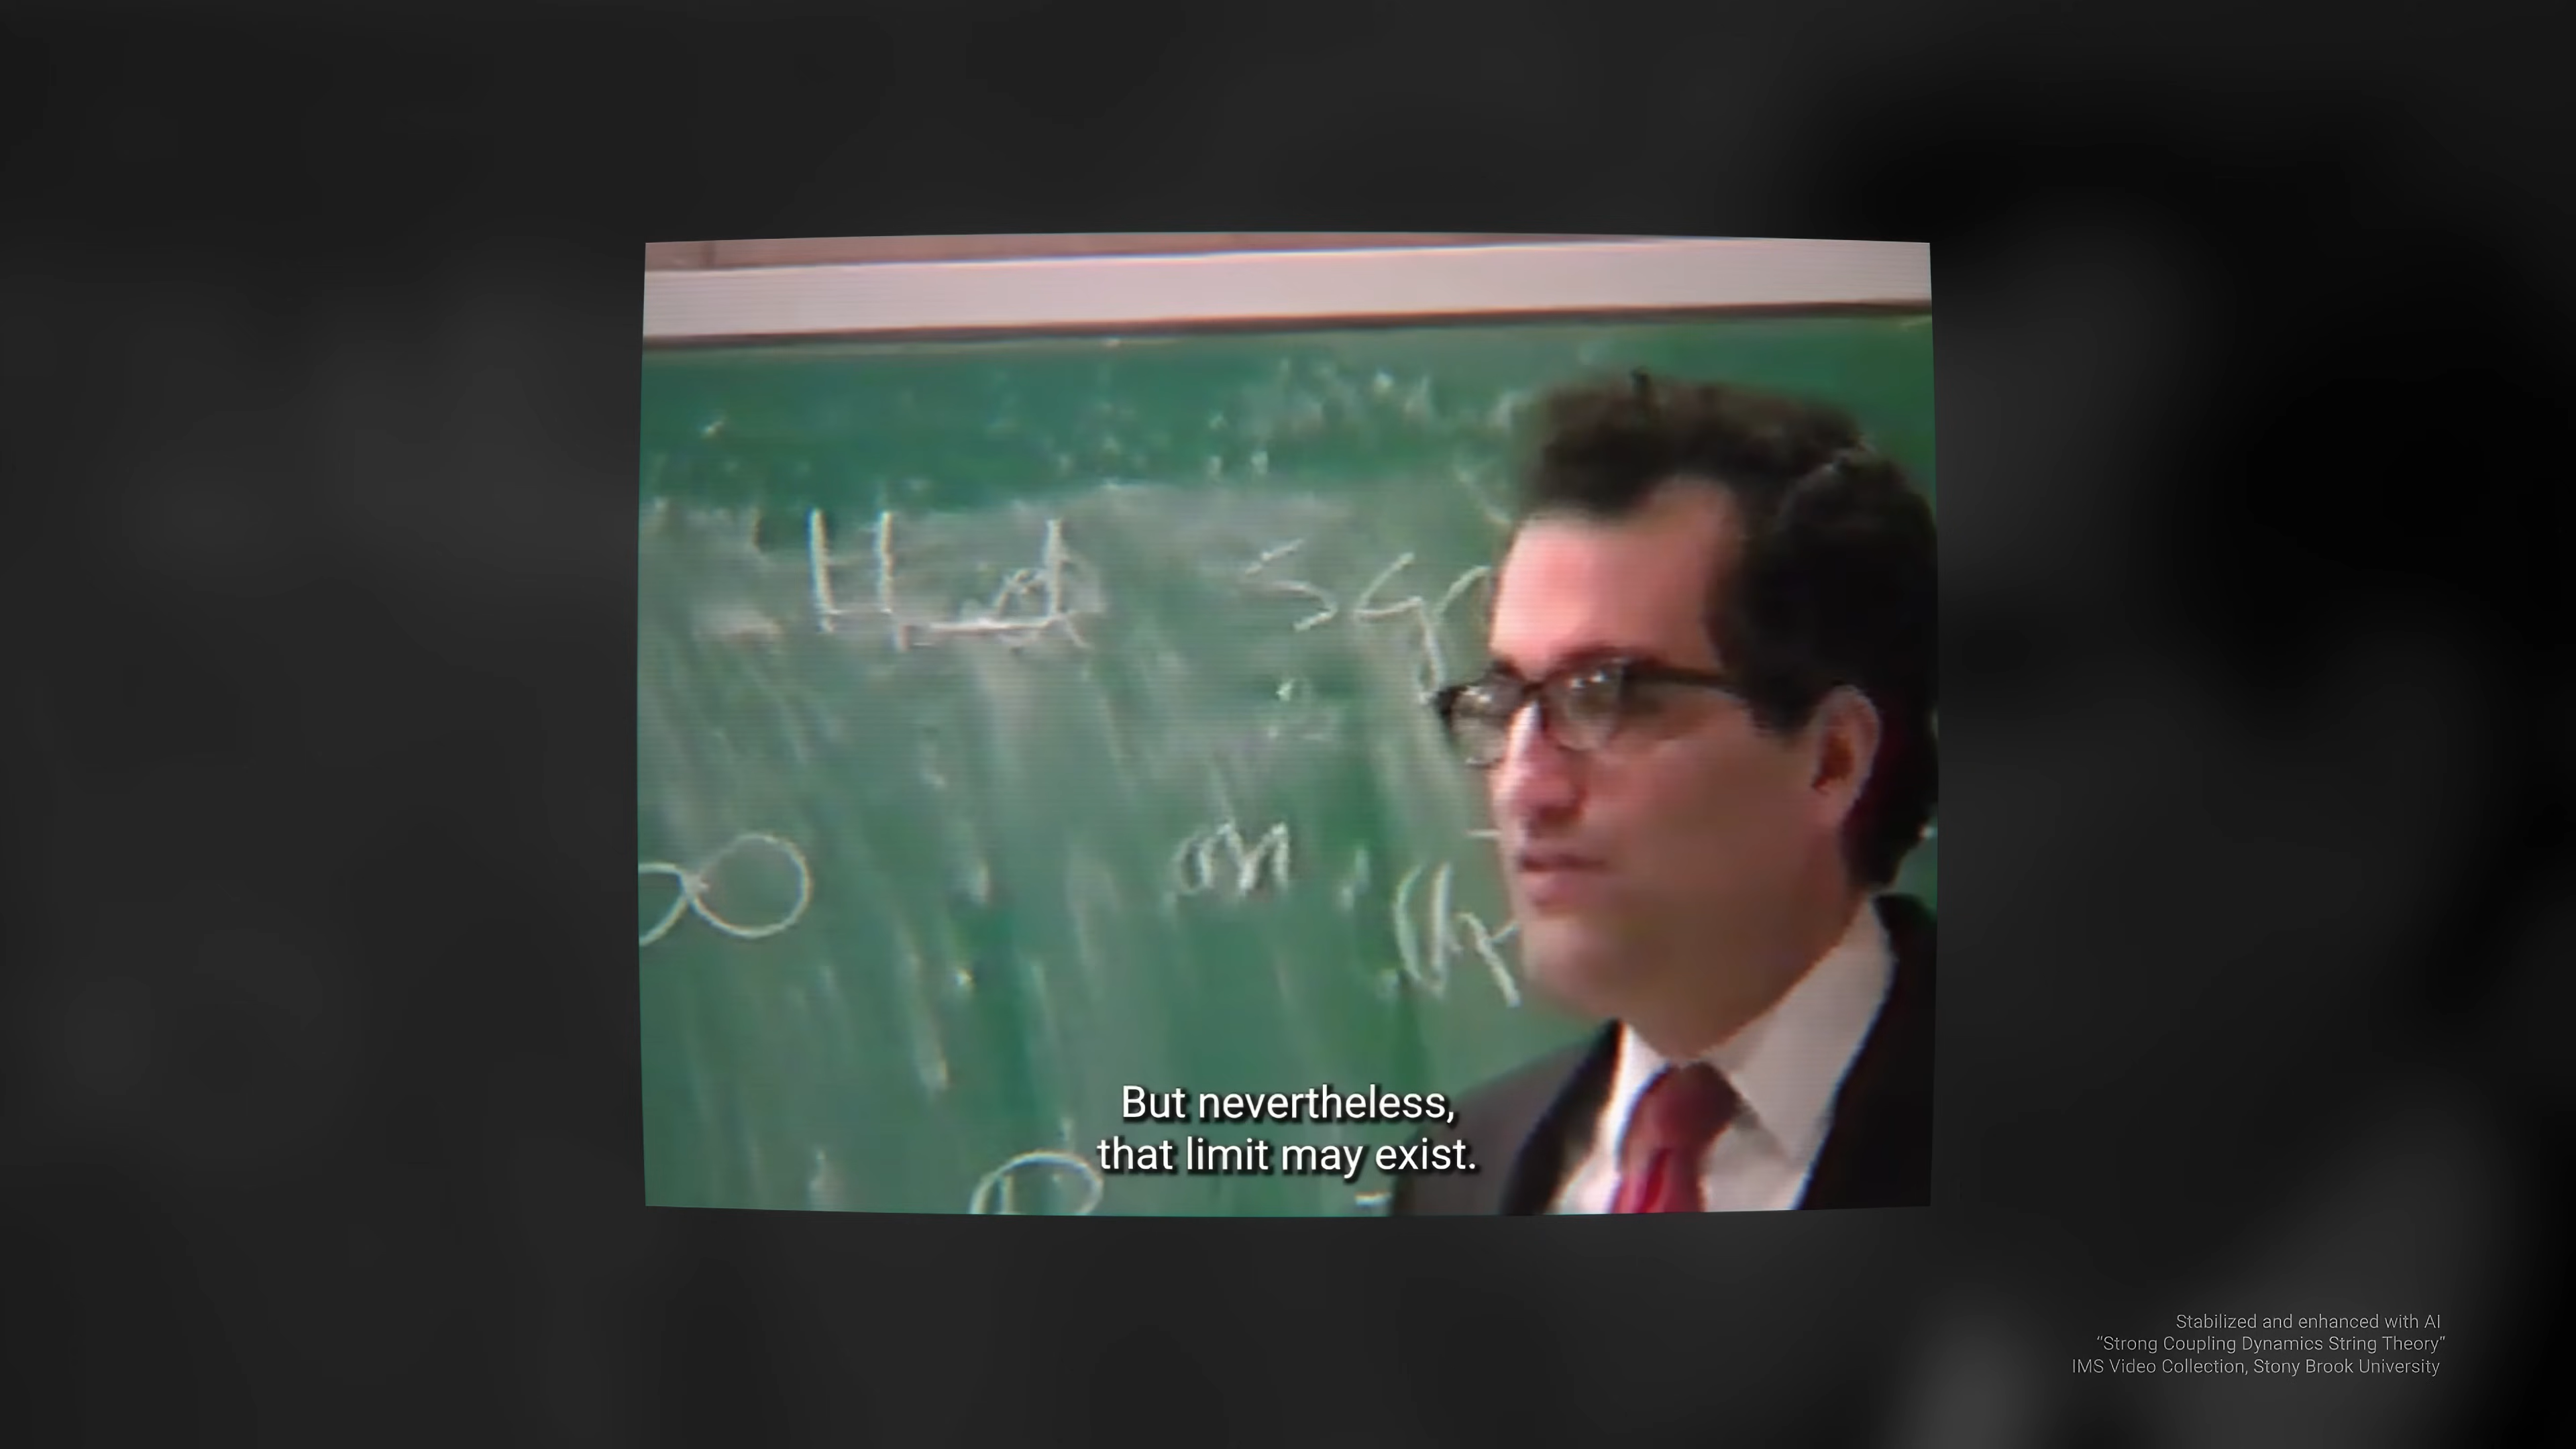 ∞
But nevertheless,
that limit may exist.
Stabilized and enhanced with AI
“Strong Coupling Dynamics String Theory”
IMS Video Collection, Stony Brook University